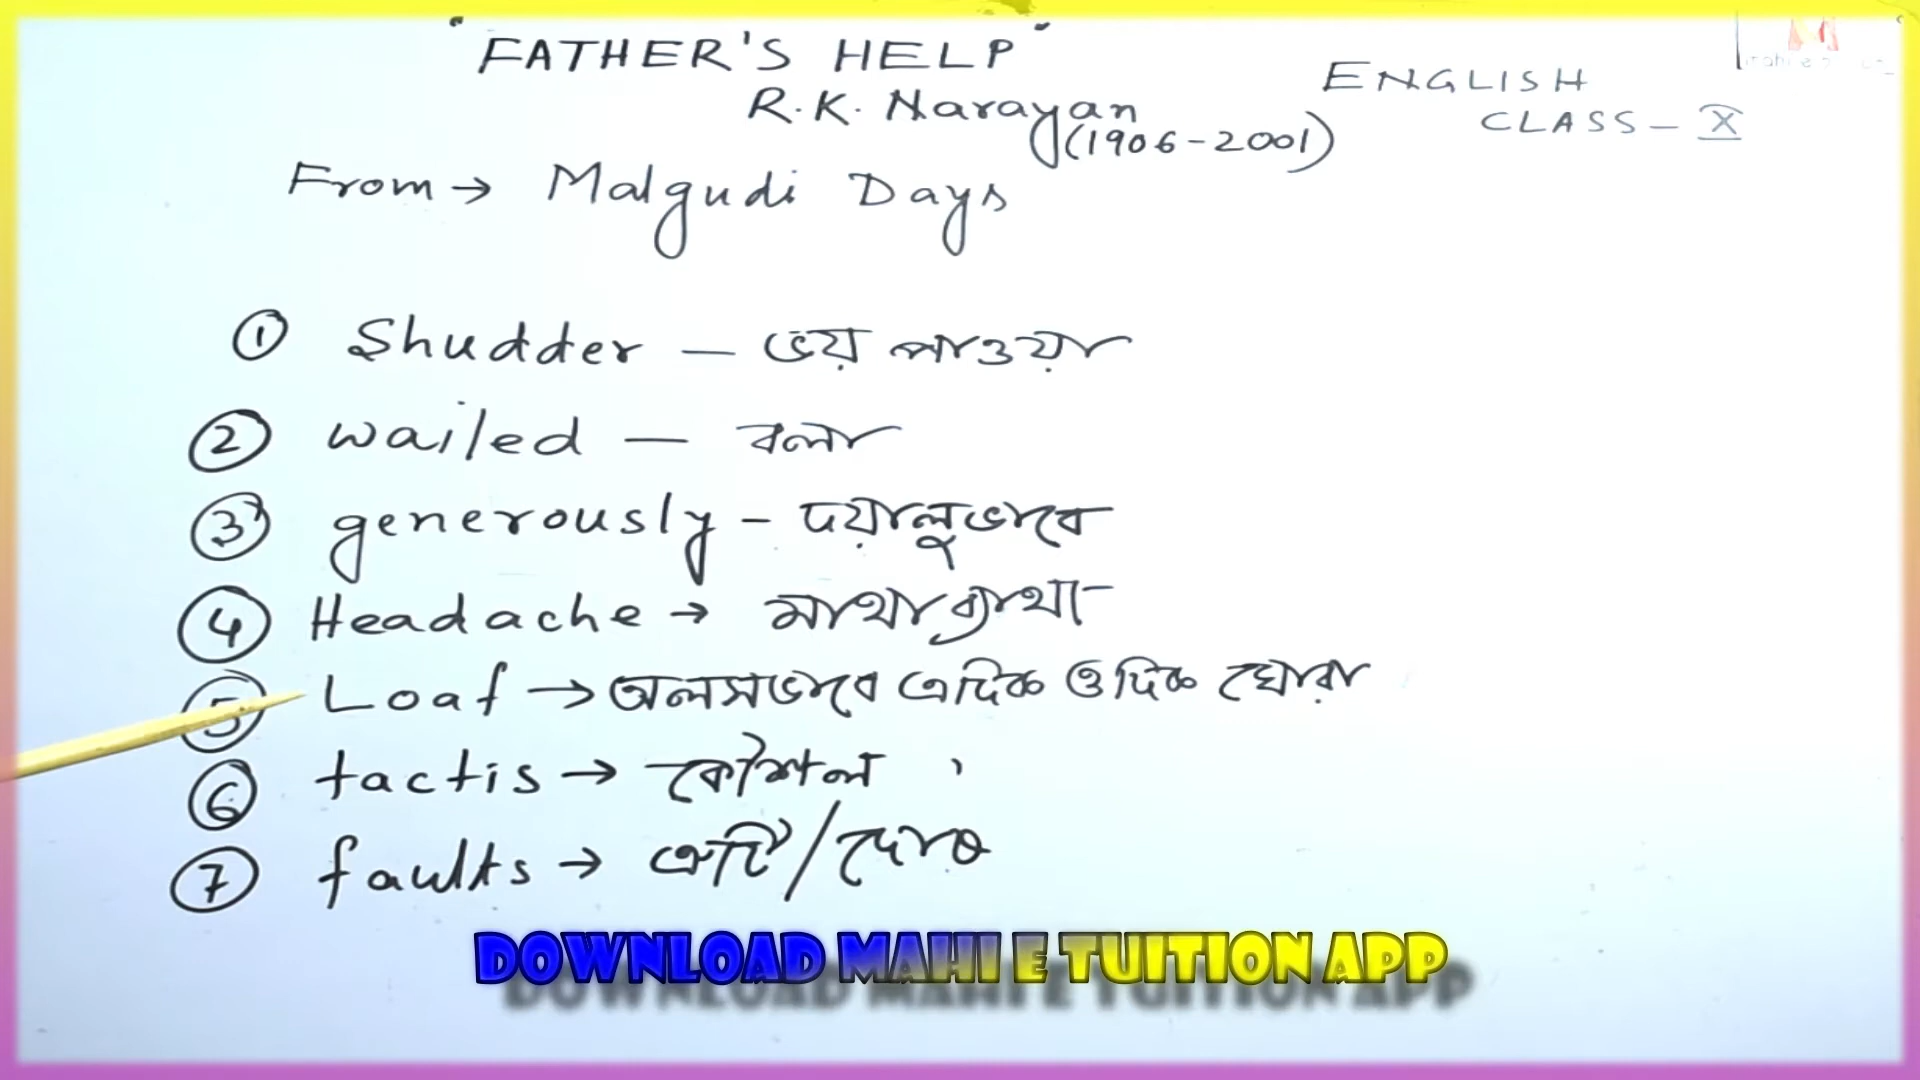 "FATHER'S HELP"
R.K. Narayan
(1906-2001)
ENGLISH
CLASS - X
From → Malgudi Days
① Shudder — ভয় পাওয়া
② wailed — বলা
③ generously - দয়ালুভাবে
④ Headache → মাথাব্যথা
⑤ Loaf → অলসভাবে এদিক ওদিক ঘোরা
⑥ tactis → কৌশল
⑦ faults → ত্রুটি/দোষ
DOWNLOAD MAHI E TUITION APP